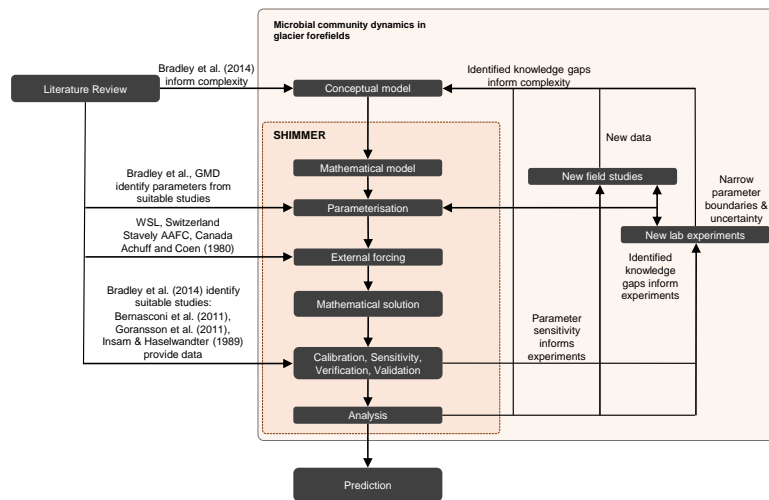 Microbial community dynamics in
glacier forefields
Bradley et al. (2014)
inform complexity
Identified knowledge gaps
inform complexity
Literature Review
Conceptual model
SHIMMER
New data
Mathematical model
Bradley et al., GMD
identify parameters from
suitable studies
New field studies
Narrow
parameter
boundaries &
uncertainty
Parameterisation
WSL, Switzerland
Stavely AAFC, Canada
Achuff and Coen (1980)
New lab experiments
External forcing
Identified
knowledge
gaps inform
experiments
Bradley et al. (2014) identify
suitable studies:
Bernasconi et al. (2011),
Goransson et al. (2011),
Insam & Haselwandter (1989)
provide data
Mathematical solution
Parameter
sensitivity
informs
experiments
Calibration, Sensitivity,
Verification, Validation
Analysis
Prediction